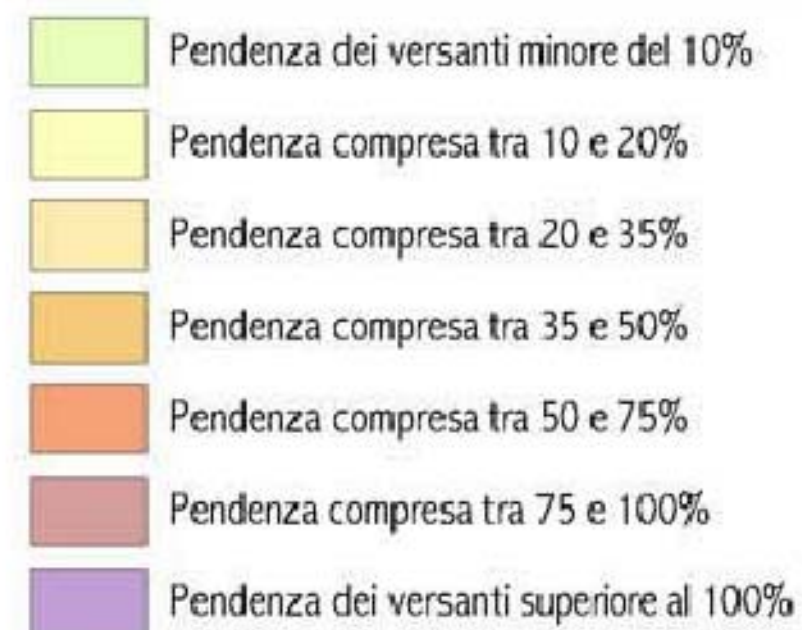 Pendenza dei versanti minore del 10%
Pendenza compresa tra 10 e 20%
Pendenza compresa tra 20 e 35%
Pendenza compresa tra 35 e 50%
Pendenza compresa tra 50 e 75%
Pendenza compresa tra 75 e 100%
Pendenza dei versanti superiore al 100%